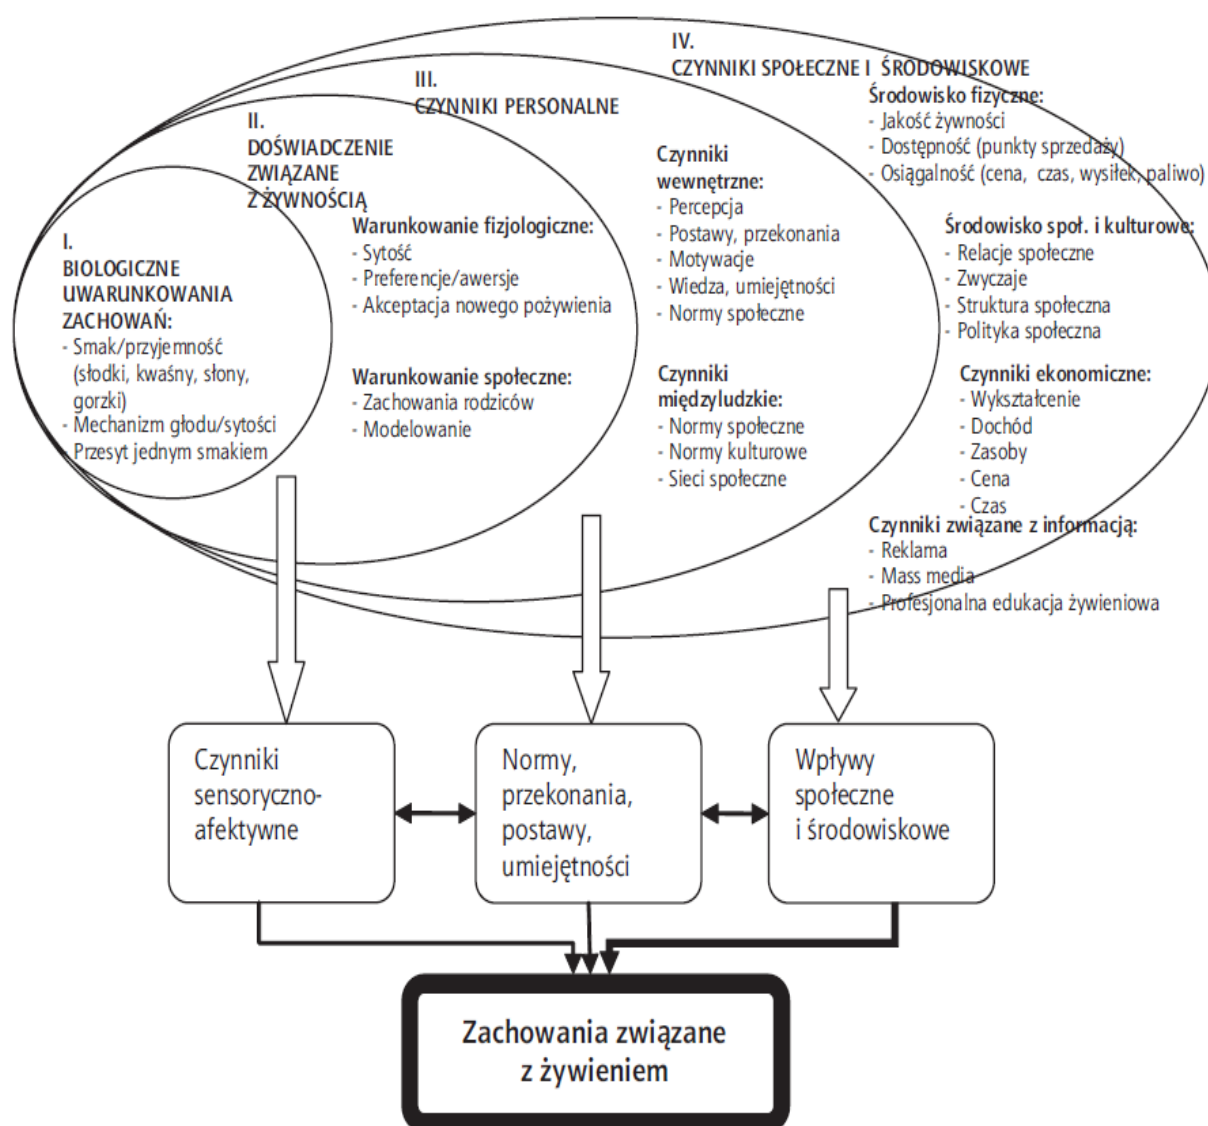 I.
BIOLOGICZNE
UWARUNKOWANIA
ZACHOWAŃ:
- Smak/przyjemność
(słodki, kwaśny, słony,
gorzki)
- Mechanizm głodu/sytości
- Przesyt jednym smakiem
II.
DOŚWIADCZENIE
ZWIĄZANE
Z ŻYWNOŚCIĄ
Warunkowanie fizjologiczne:
- Sytość
- Preferencje/awersje
- Akceptacja nowego pożywienia
Warunkowanie społeczne:
- Zachowania rodziców
- Modelowanie
III.
CZYNNIKI PERSONALNE
Czynniki
wewnętrzne:
- Percepcja
- Postawy, przekonania
- Motywacje
- Wiedza, umiejętności
- Normy społeczne
Czynniki
międzyludzkie:
- Normy społeczne
- Normy kulturowe
- Sieci społeczne
IV.
CZYNNIKI SPOŁECZNE I ŚRODOWISKOWE
Środowisko fizyczne:
- Jakość żywności
- Dostępność (punkty sprzedaży)
- Osiągalność (cena, czas, wysiłek, paliwo)
Środowisko społ. i kulturowe:
- Relacje społeczne
- Zwyczaje
- Struktura społeczna
- Polityka społeczna
Czynniki ekonomiczne:
- Wykształcenie
- Dochód
- Zasoby
- Cena
- Czas
Czynniki związane z informacją:
- Reklama
- Mass media
- Profesjonalna edukacja żywieniowa
Czynniki
sensoryczno-
afektywne
Normy,
przekonania,
postawy,
umiejętności
Wpływy
społeczne
i środowiskowe
Zachowania związane
z żywieniem